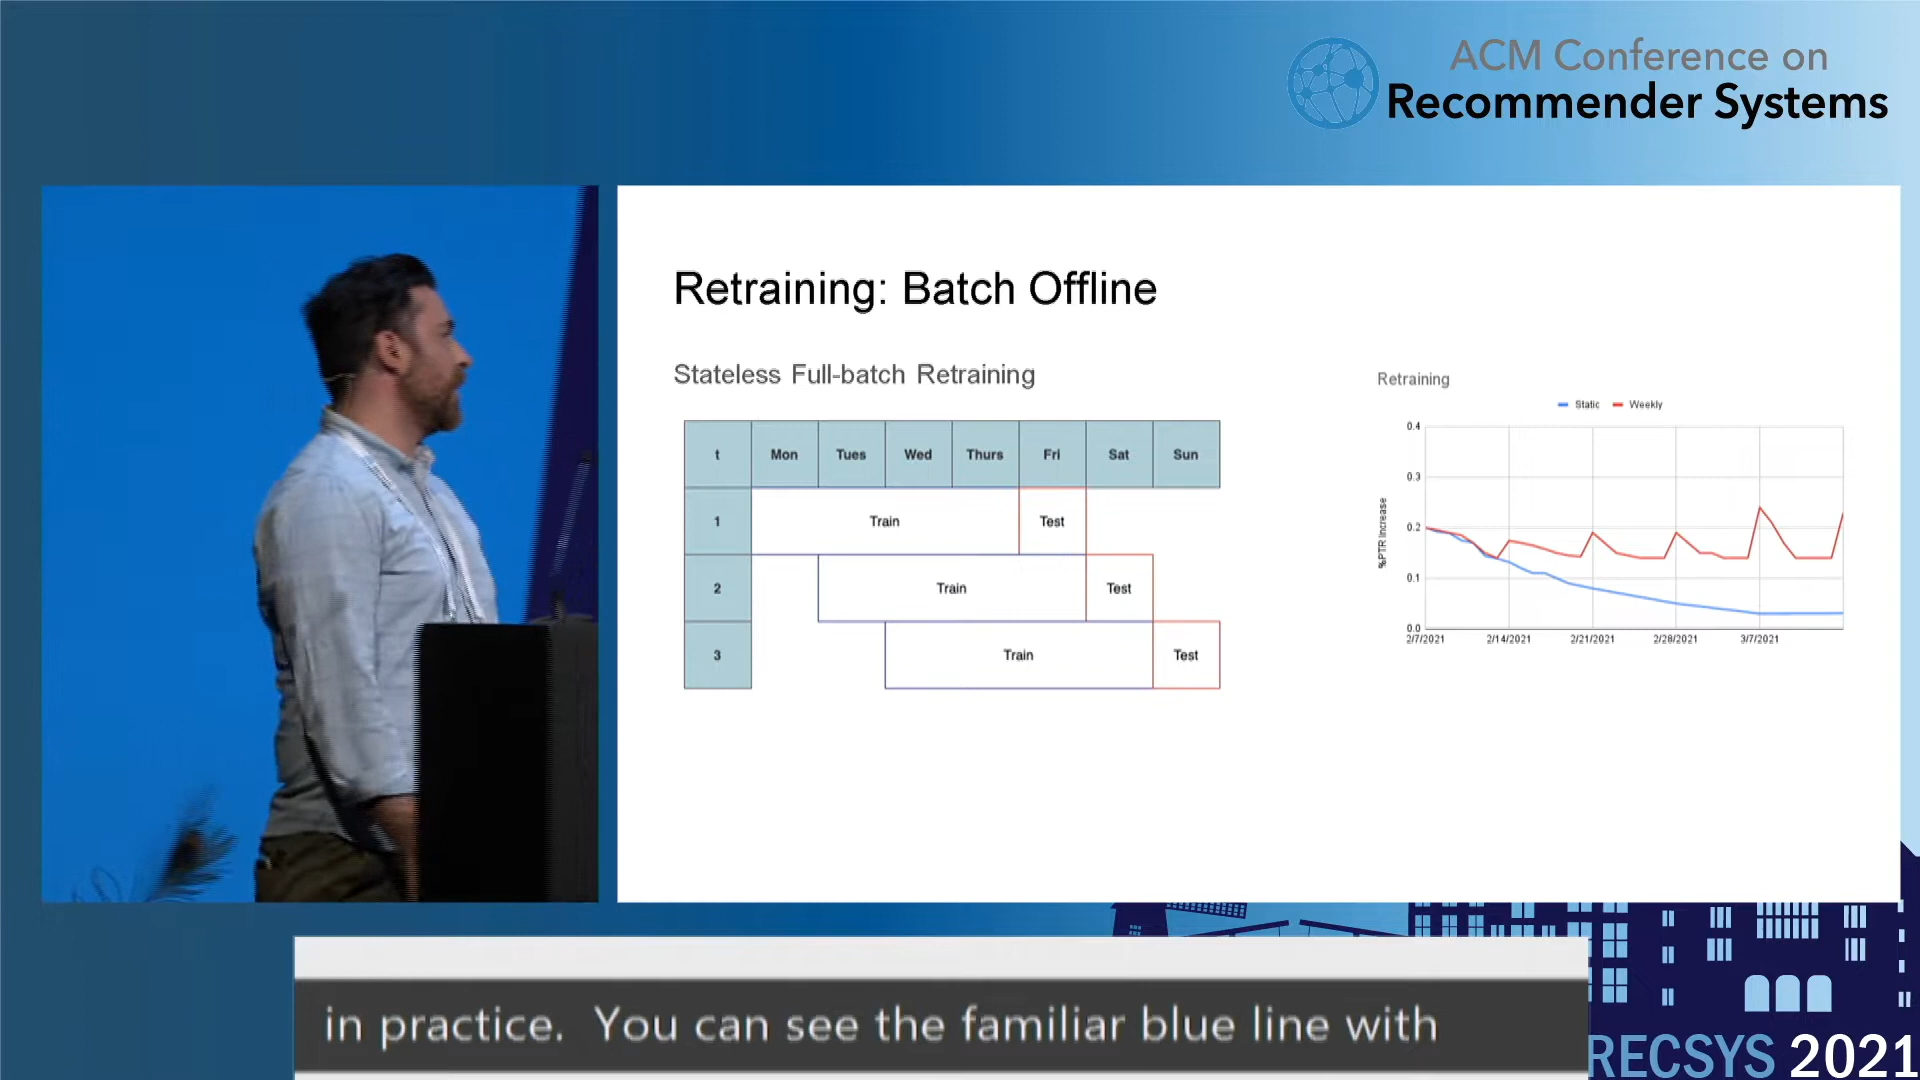 ACM Conference on
Recommender Systems
Retraining: Batch Offline
Stateless Full-batch Retraining
t Mon Tues Wed Thurs Fri Sat Sun
1 Train Test
2 Train Test
3 Train Test
Retraining
Static Weekly
%PTR Increase
0.4
0.3
0.2
0.1
0.0
2/7/2021 2/14/2021 2/21/2021 2/28/2021 3/7/2021
in practice. You can see the familiar blue line with
RECSYS 2021